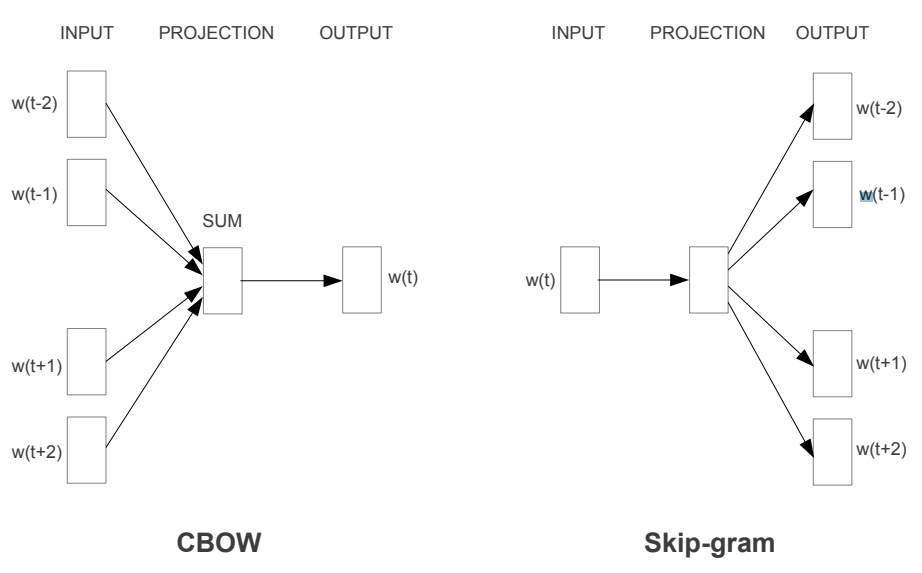 INPUT PROJECTION OUTPUT
w(t-2)
w(t-1)
SUM
w(t)
w(t+1)
w(t+2)
CBOW
INPUT PROJECTION OUTPUT
w(t-2)
w(t-1)
w(t)
w(t+1)
w(t+2)
Skip-gram